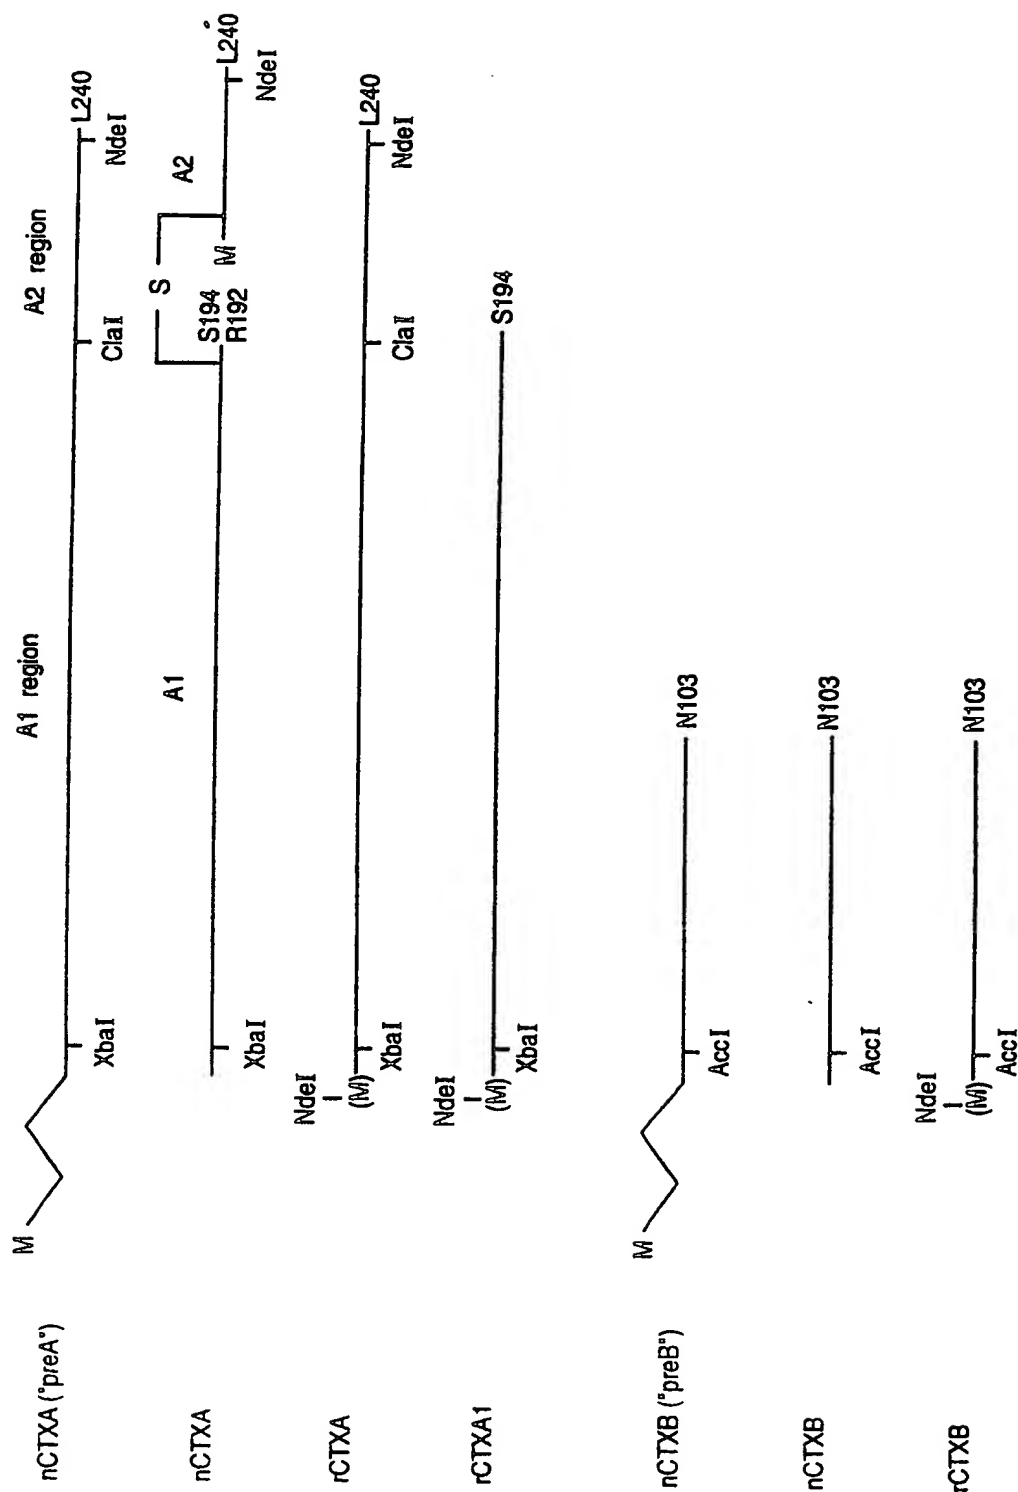 A1 region A2 region
nCTXA ("preA") M XbaI ClaI NdeI L240
nCTXA XbaI A1 S S194 R192 M A2 NdeI L240
rCTXA NdeI (M) XbaI ClaI NdeI L240
rCTXA1 NdeI (M) XbaI S194
nCTXB ("preB") M AccI N103
nCTXB AccI N103
rCTXB NdeI (M) AccI N103